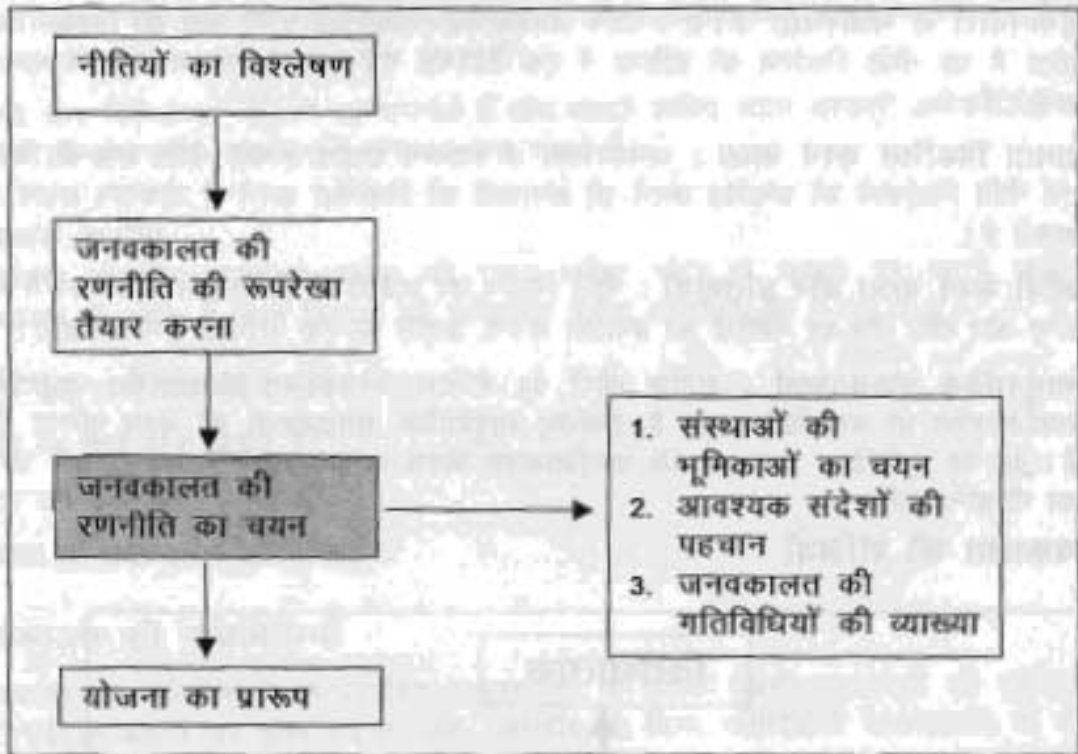 नीतियों का विश्लेषण
जनवकालत की
रणनीति की रूपरेखा
तैयार करना
जनवकालत की
रणनीति का चयन
1. संस्थाओं की
भूमिकाओं का चयन
2. आवश्यक संदेशों की
पहचान
3. जनवकालत की
गतिविधियों की व्याख्या
योजना का प्रारूप